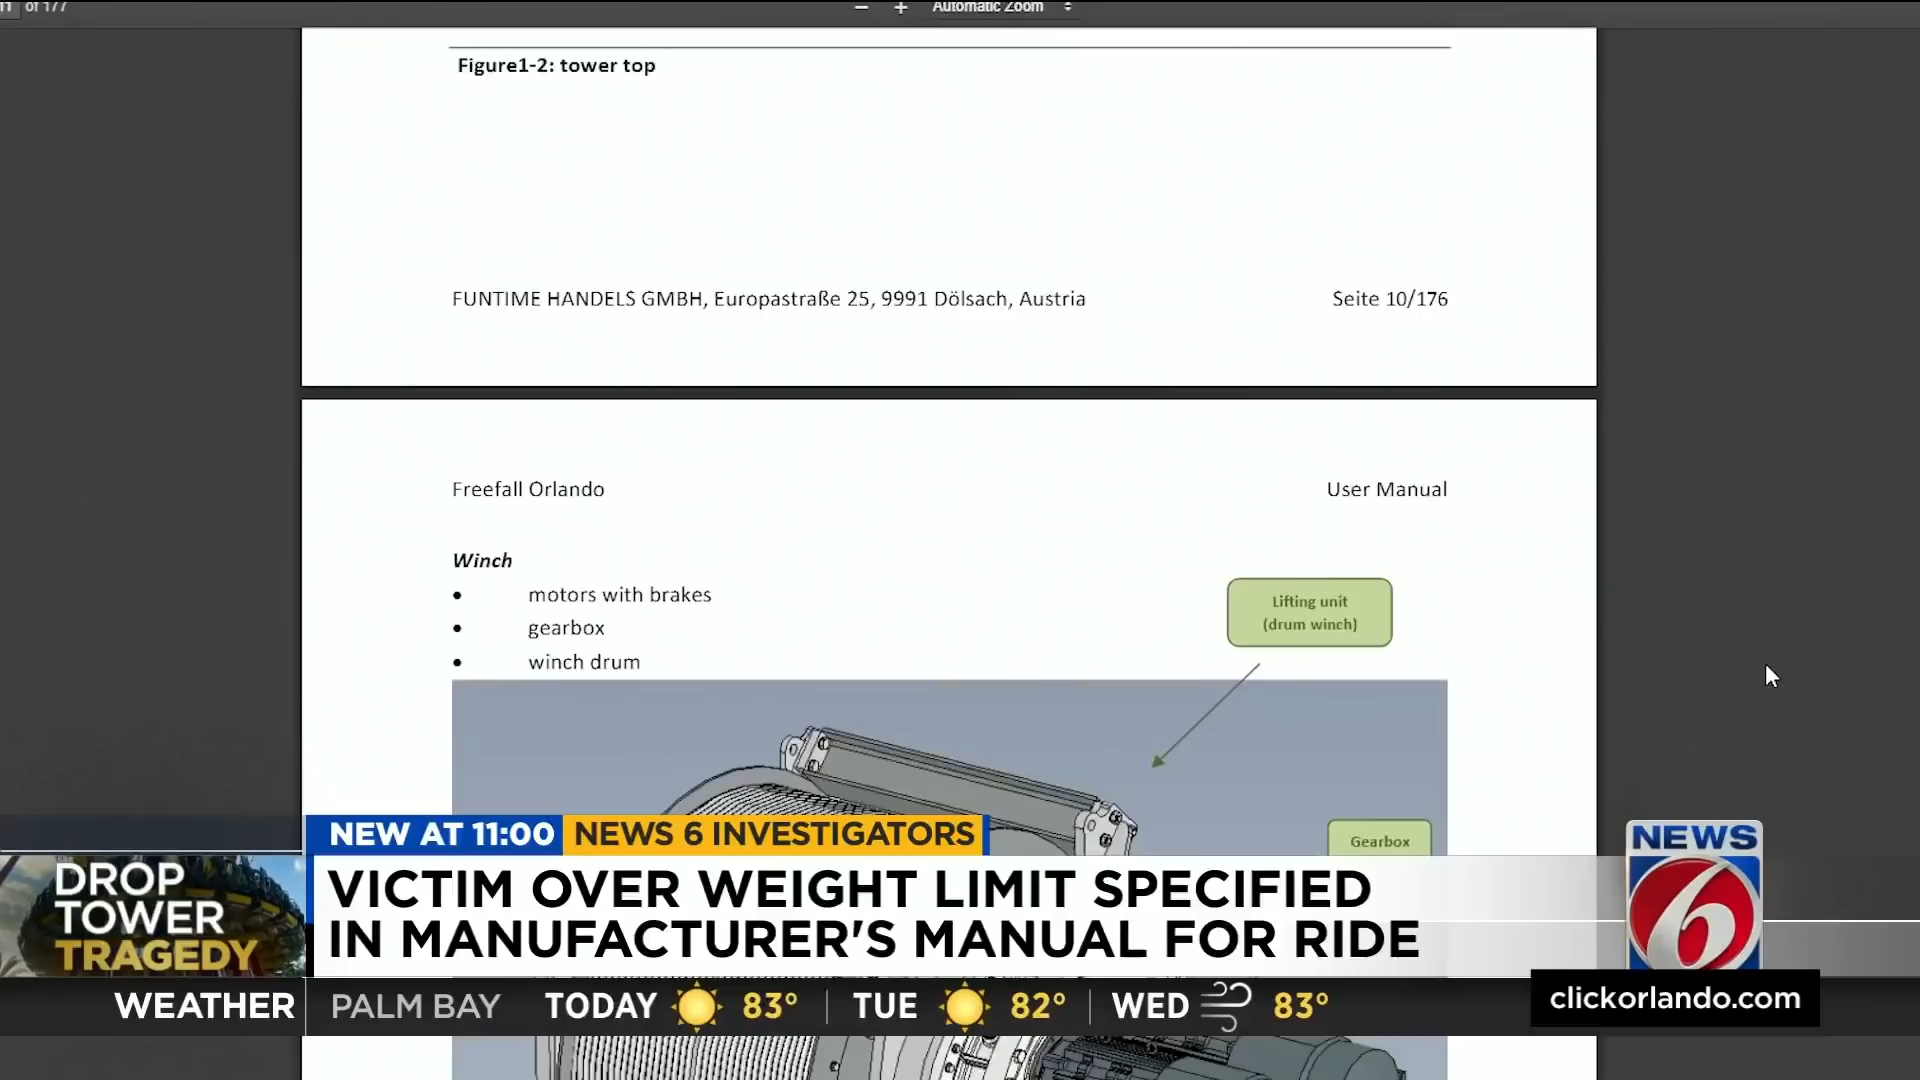 11 of 177
Automatic Zoom
Figure1-2: tower top
FUNTIME HANDELS GMBH, Europastraße 25, 9991 Dölsach, Austria
Seite 10/176
Freefall Orlando
User Manual
Winch
• motors with brakes
• gearbox
• winch drum
Lifting unit
(drum winch)
Gearbox
NEW AT 11:00 NEWS 6 INVESTIGATORS
DROP
TOWER
TRAGEDY
VICTIM OVER WEIGHT LIMIT SPECIFIED
IN MANUFACTURER'S MANUAL FOR RIDE
NEWS
6
WEATHER PALM BAY TODAY 83° TUE 82° WED 83°
clickorlando.com